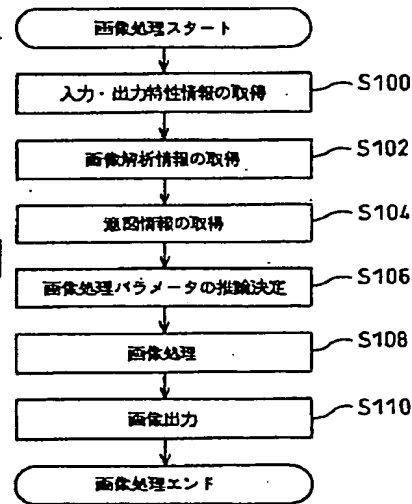 画像処理スタート
入力・出力特性情報の取得 S100
画像解析情報の取得 S102
意図情報の取得 S104
画像処理パラメータの推論決定 S106
画像処理 S108
画像出力 S110
画像処理エンド